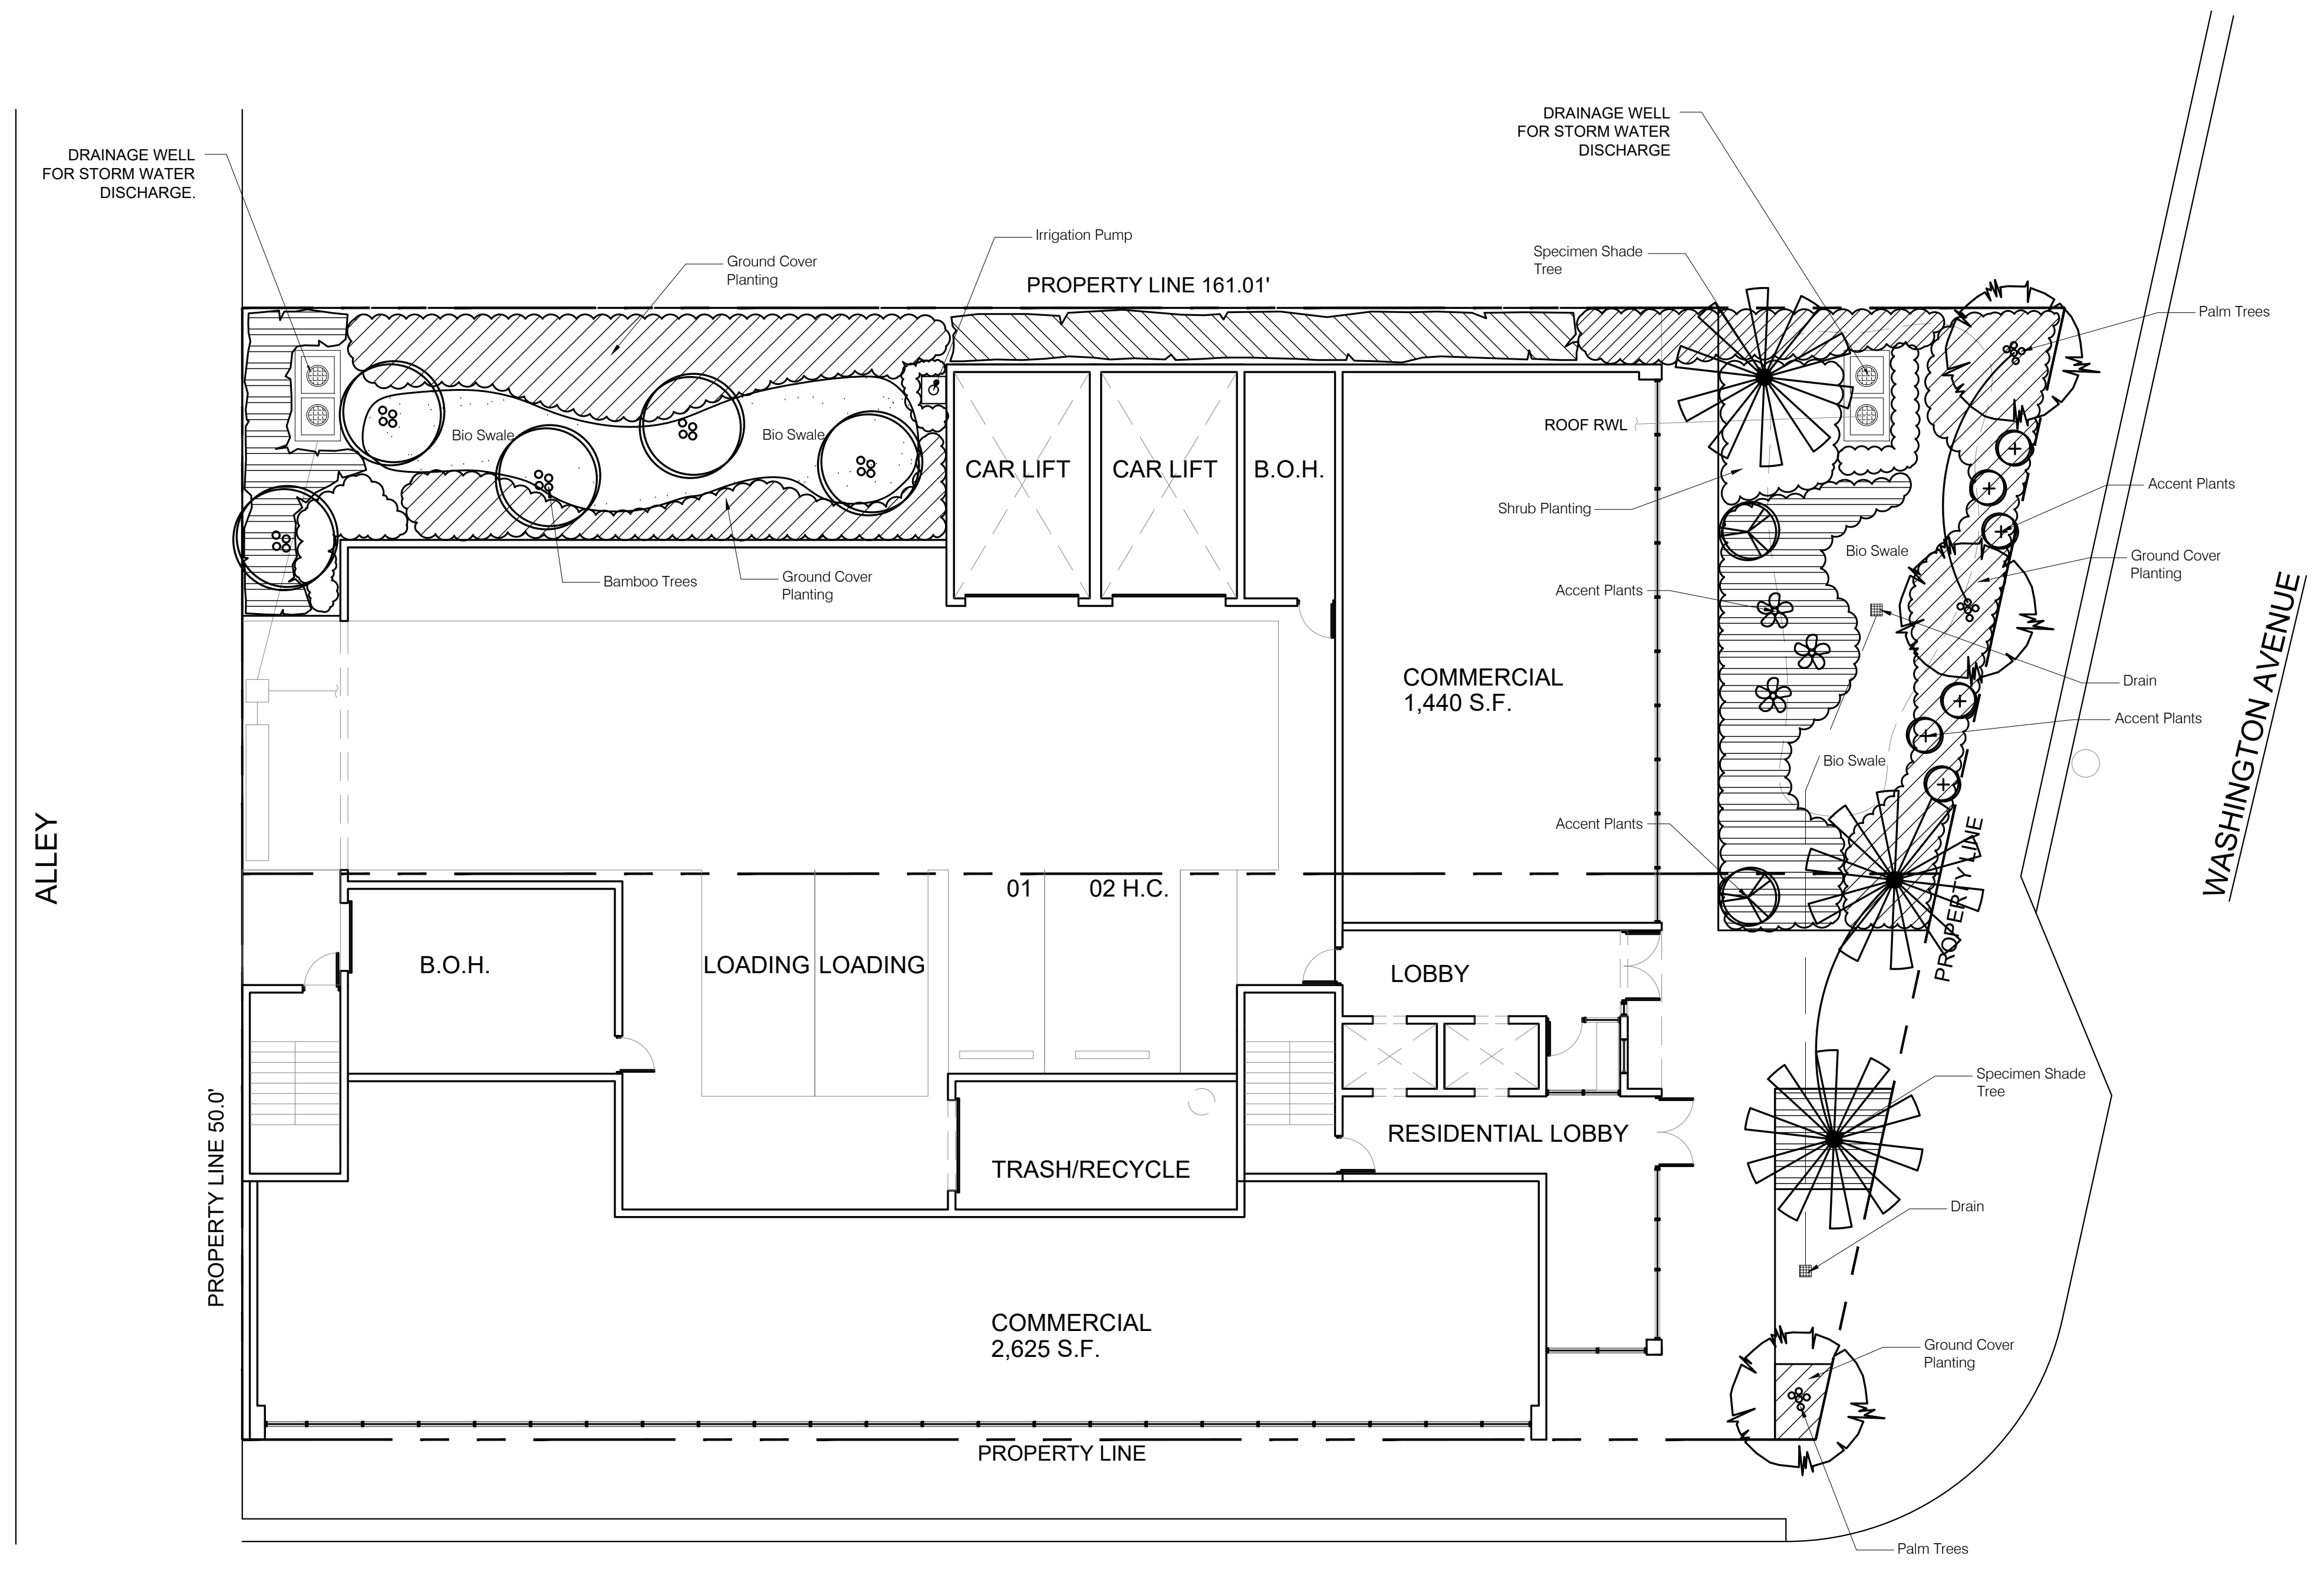 DRAINAGE WELL
FOR STORM WATER
DISCHARGE
DRAINAGE WELL
FOR STORM WATER
DISCHARGE.
Irrigation Pump
Ground Cover
Planting
PROPERTY LINE 161.01'
Specimen Shade
Tree
Palm Trees
Bio Swale
Bio Swale
ROOF RWL
CAR LIFT
CAR LIFT
B.O.H.
Accent Plants
Shrub Planting
Bio Swale
Ground Cover
Planting
Bamboo Trees
Ground Cover
Planting
Accent Plants
COMMERCIAL
1,440 S.F.
Drain
Accent Plants
WASHINGTON AVENUE
Bio Swale
Accent Plants
ALLEY
PROPERTY LINE
01
02 H.C.
B.O.H.
LOADING
LOADING
LOBBY
Specimen Shade
Tree
RESIDENTIAL LOBBY
TRASH/RECYCLE
PROPERTY LINE 50.0'
Drain
COMMERCIAL
2,625 S.F.
Ground Cover
Planting
PROPERTY LINE
Palm Trees